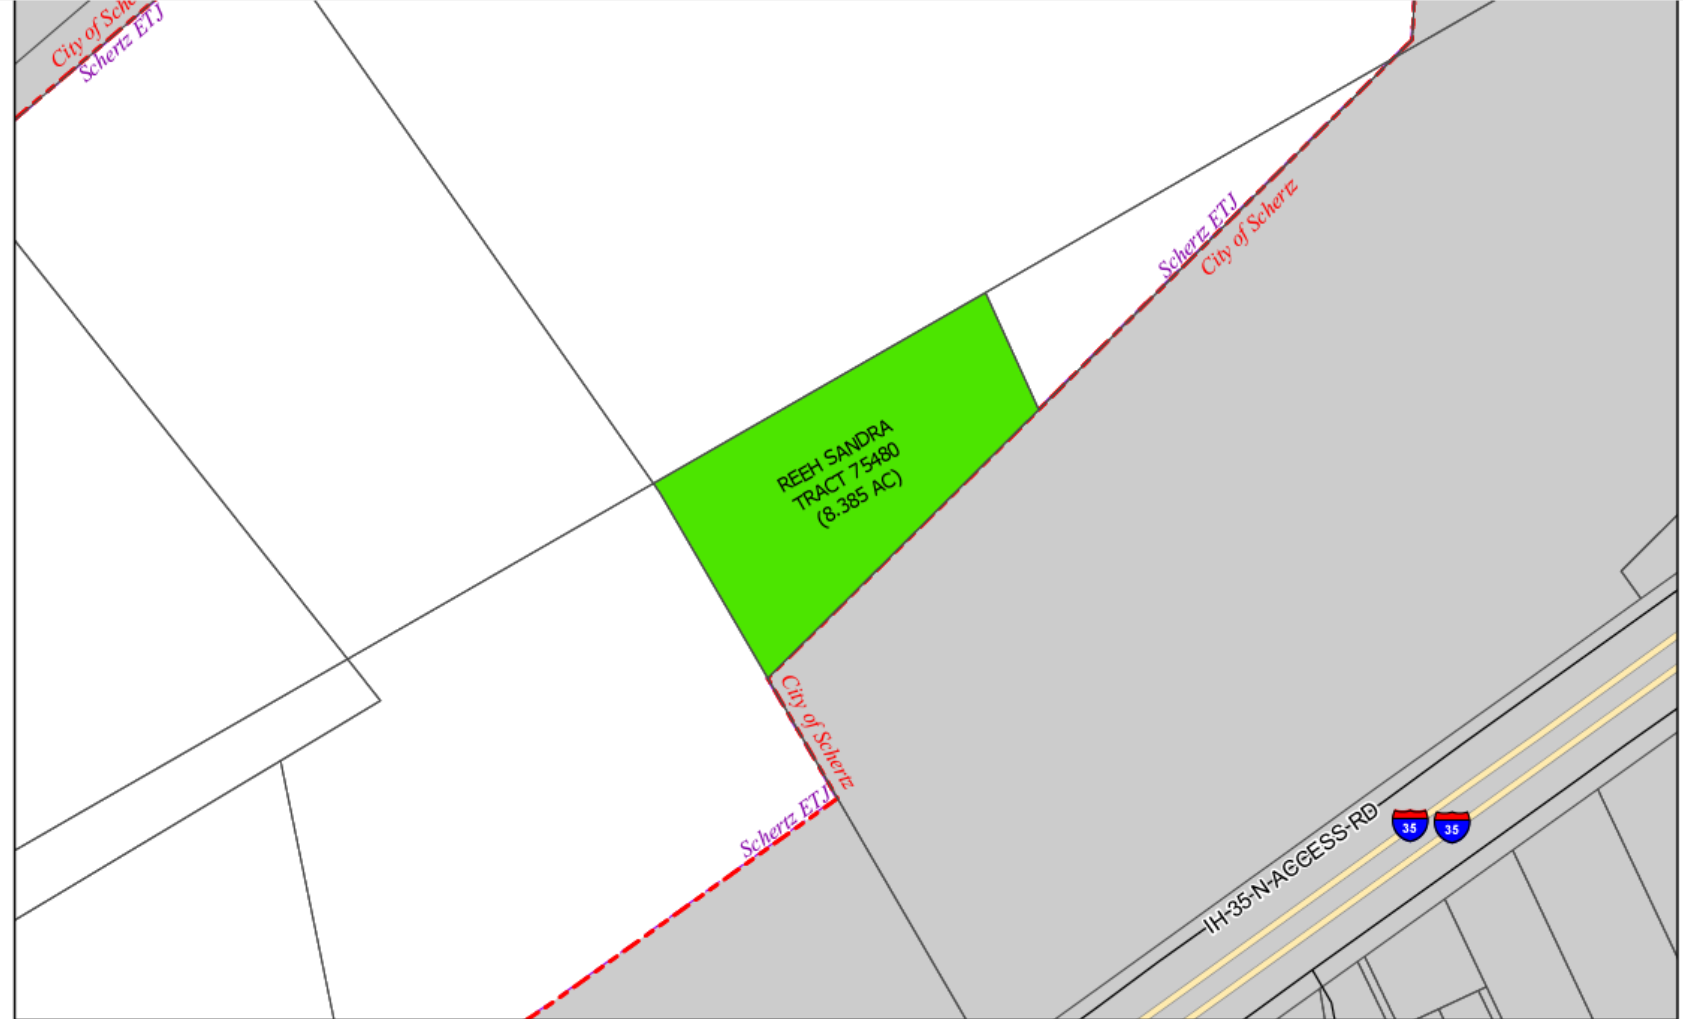 City of Sche
Schertz ETJ
Schertz ETJ
City of Schertz
REEH SANDRA
TRACT 75480
(8.385 AC)
City of Schertz
Schertz ETJ
IH-35-N-ACCESS-RD
35
35